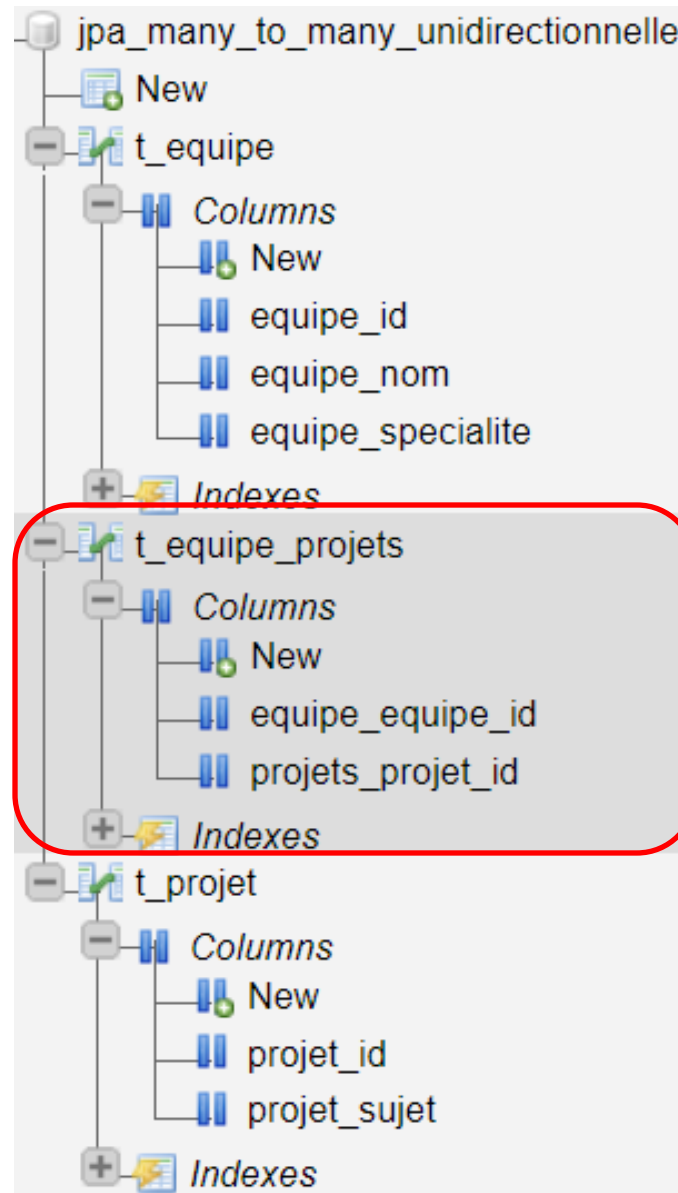 jpa_many_to_many_unidirectionnelle
New
t_equipe
Columns
New
equipe_id
equipe_nom
equipe_specialite
Indexes
t_equipe_projets
Columns
New
equipe_equipe_id
projets_projet_id
Indexes
t_projet
Columns
New
projet_id
projet_sujet
Indexes